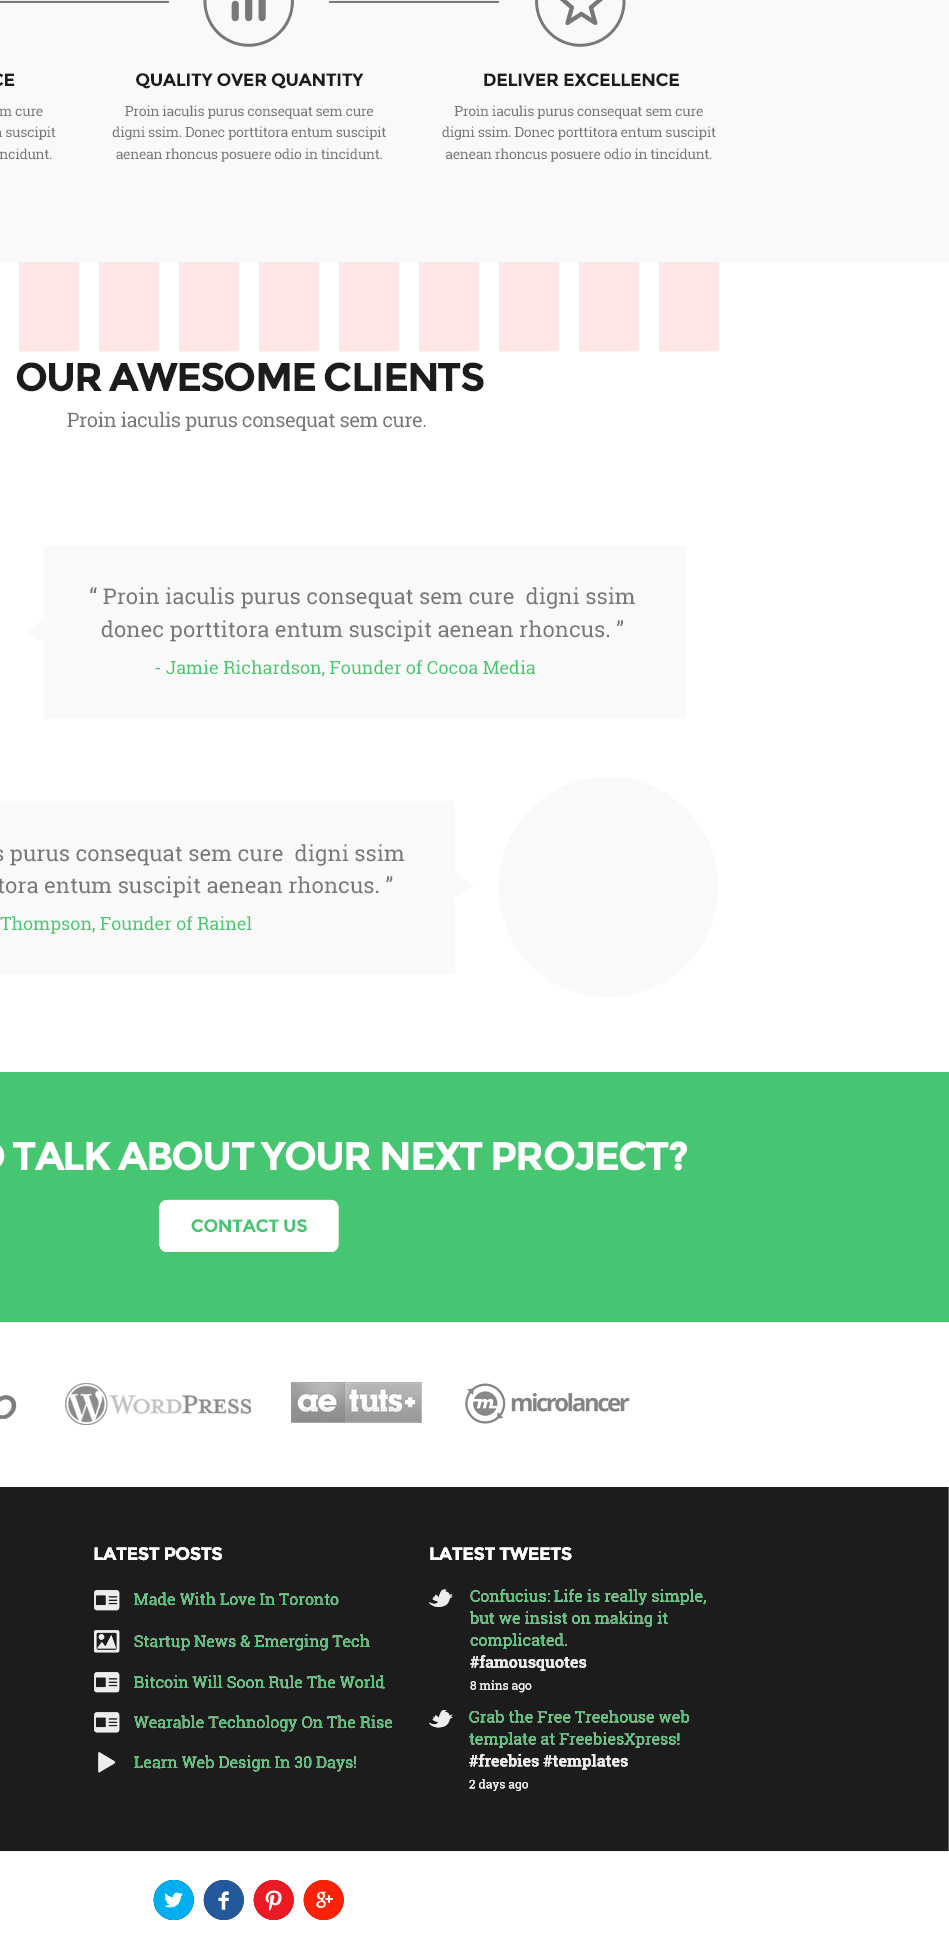 CE
QUALITY OVER QUANTITY
DELIVER EXCELLENCE
m cure
suscipit
ncidunt.
Proin iaculis purus consequat sem cure
digni ssim. Donec porttitora entum suscipit
aenean rhoncus posuere odio in tincidunt.
Proin iaculis purus consequat sem cure
digni ssim. Donec porttitora entum suscipit
aenean rhoncus posuere odio in tincidunt.
OUR AWESOME CLIENTS
Proin iaculis purus consequat sem cure.
“ Proin iaculis purus consequat sem cure  digni ssim
donec porttitora entum suscipit aenean rhoncus. ”
- Jamie Richardson, Founder of Cocoa Media
s purus consequat sem cure  digni ssim
tora entum suscipit aenean rhoncus. ”
Thompson, Founder of Rainel
TALK ABOUT YOUR NEXT PROJECT?
CONTACT US
WORDPRESS
ae tuts+
m microlancer
LATEST POSTS
Made With Love In Toronto
Startup News & Emerging Tech
Bitcoin Will Soon Rule The World
Wearable Technology On The Rise
Learn Web Design In 30 Days!
LATEST TWEETS
Confucius: Life is really simple,
but we insist on making it
complicated.
#famousquotes
8 mins ago
Grab the Free Treehouse web
template at FreebiesXpress!
#freebies #templates
2 days ago